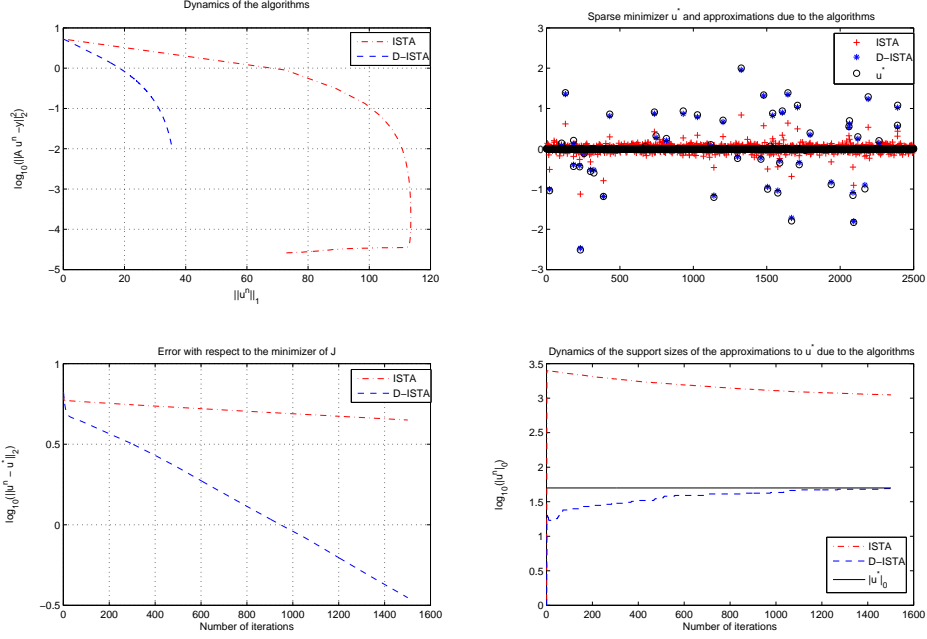 Dynamics of the algorithms
log10(||A u^n −y||_2^2)
1
0
−1
−2
−3
−4
−5
0 20 40 60 80 100 120
||u^n||_1
ISTA
D−ISTA
Sparse minimizer u* and approximations due to the algorithms
3
2
1
0
−1
−2
−3
0 500 1000 1500 2000 2500
ISTA
D−ISTA
u*
Error with respect to the minimizer of J
log10(||u^n − u*||_2)
1
0.5
0
−0.5
0 200 400 600 800 1000 1200 1400 1600
Number of iterations
ISTA
D−ISTA
Dynamics of the support sizes of the approximations to u* due to the algorithms
log10(|u^n|_0)
3.5
3
2.5
2
1.5
1
0.5
0
0 200 400 600 800 1000 1200 1400 1600
Number of iterations
ISTA
D−ISTA
|u*|_0